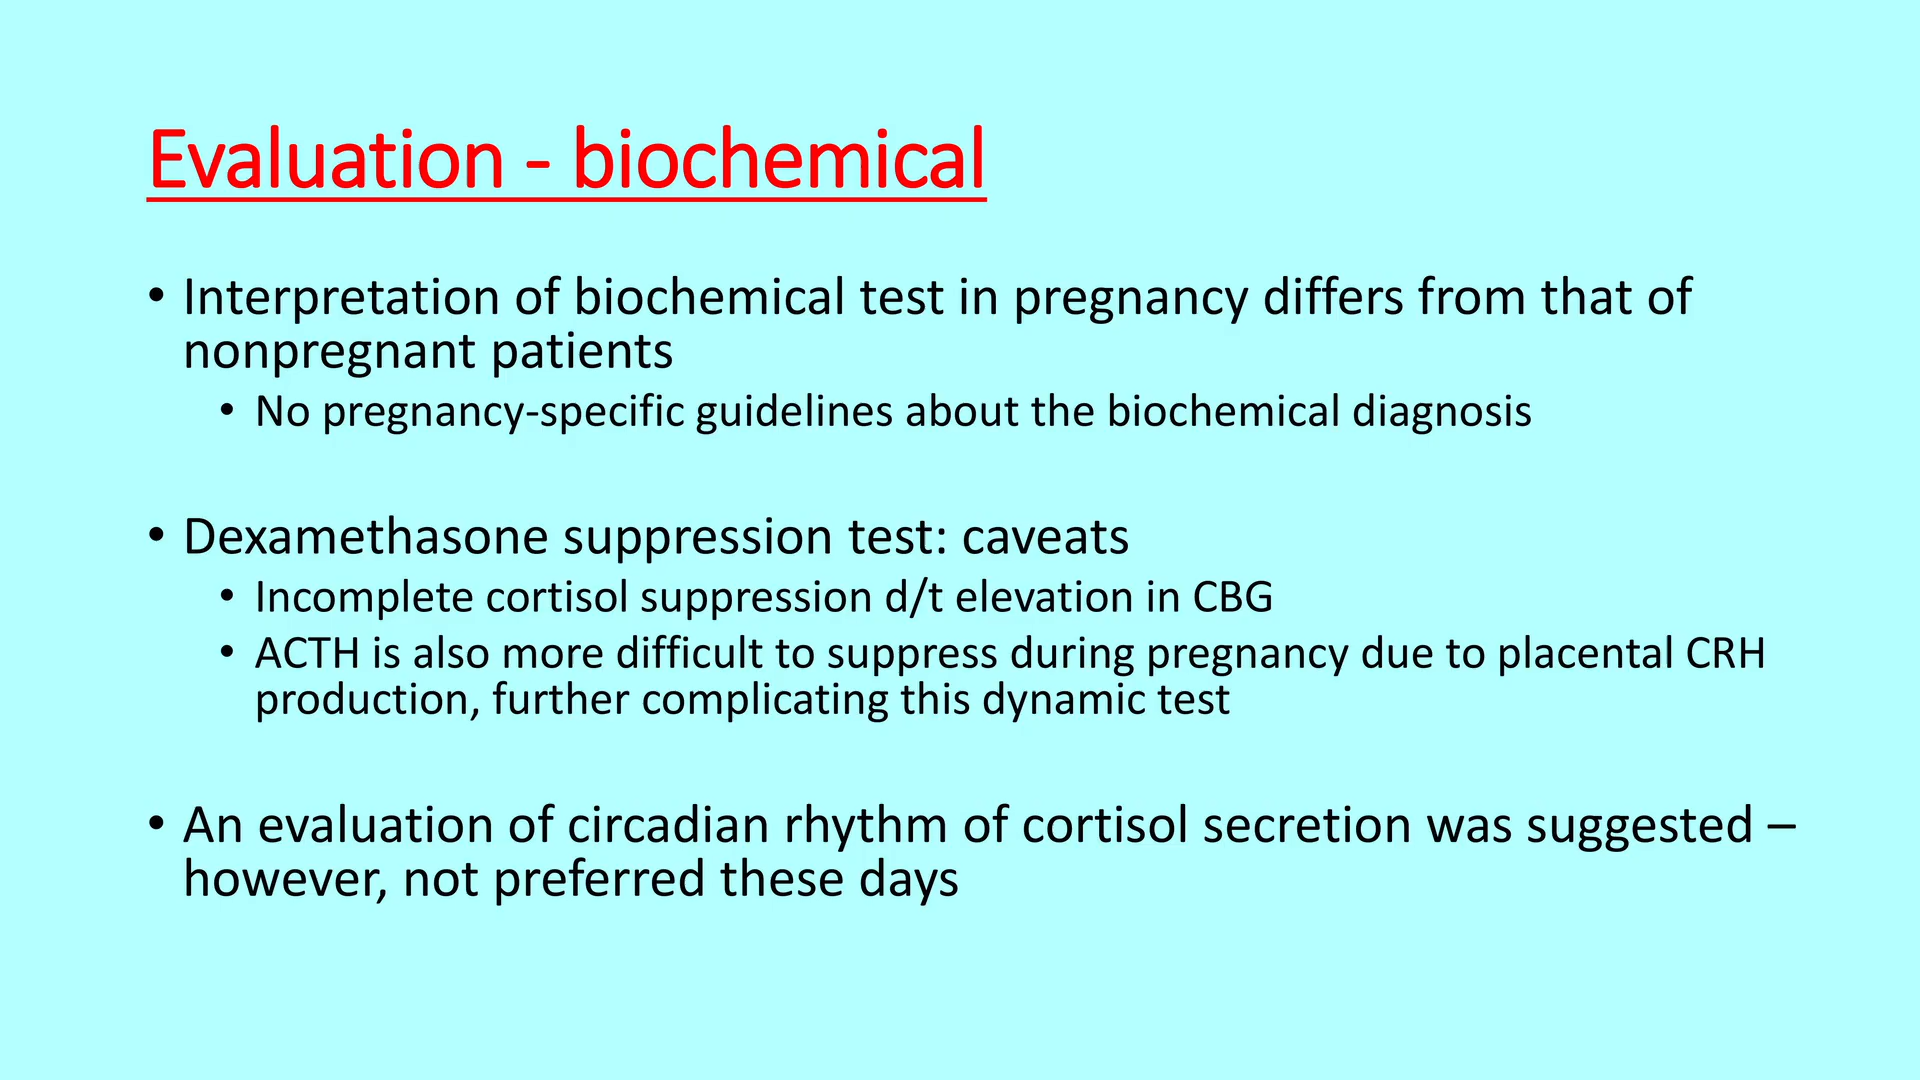 Evaluation - biochemical
• Interpretation of biochemical test in pregnancy differs from that of
nonpregnant patients
• No pregnancy-specific guidelines about the biochemical diagnosis
• Dexamethasone suppression test: caveats
• Incomplete cortisol suppression d/t elevation in CBG
• ACTH is also more difficult to suppress during pregnancy due to placental CRH
production, further complicating this dynamic test
• An evaluation of circadian rhythm of cortisol secretion was suggested –
however, not preferred these days